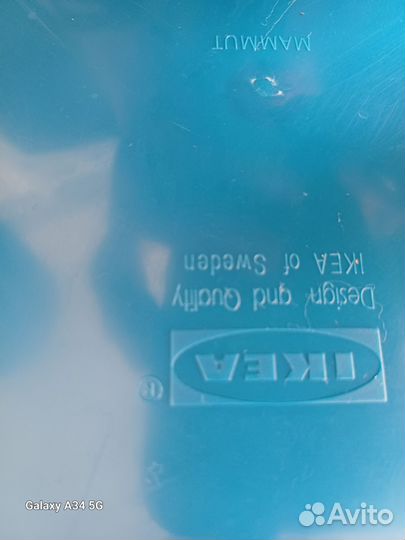 IKEA ®
Design and Quality
IKEA of Sweden
MAMMUT
Galaxy A34 5G
Avito